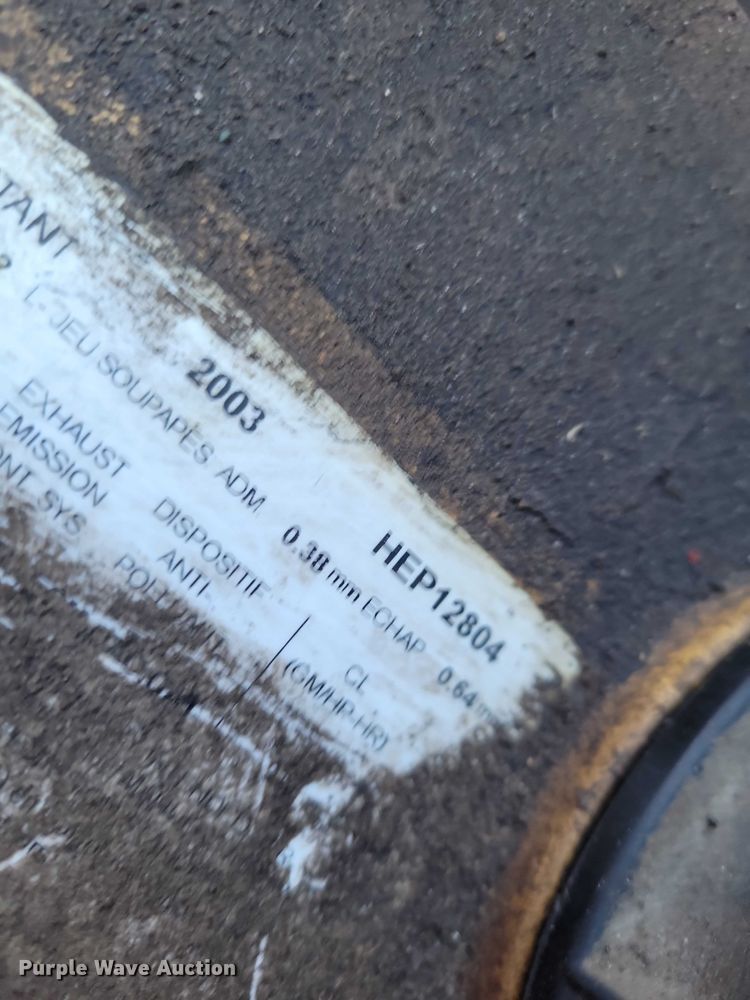 TANT
2003
HEP12804
L- JEU SOUPAPES ADM 0.38 mm ECHAP 0.64
EXHAUST DISPOSITIF CL
EMISSION ANTI- (GM/HP-HR)
SYS
Purple Wave Auction